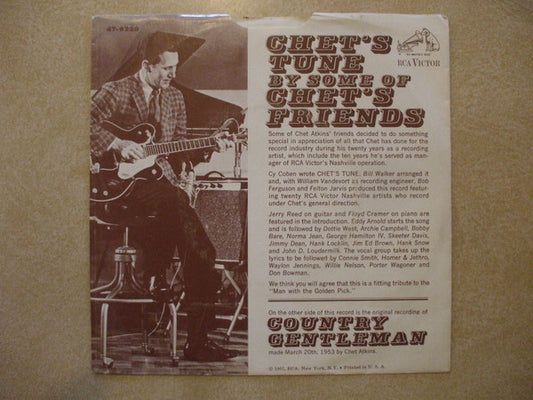 47-9229
CHET'S
TUNE
BY SOME OF
CHET'S
FRIENDS
RCA VICTOR
Some of Chet Atkins' friends decided to do something
special in appreciation of all that Chet has done for the
record industry during his twenty years as a recording
artist, which include the ten years he's served as man-
ager of RCA Victor's Nashville operation.
Cy Coben wrote CHET'S TUNE. Bill Walker arranged it
and, with William Vandevort as recording engineer, Bob
Ferguson and Felton Jarvis produced this record featur-
ing twenty RCA Victor Nashville artists who record
under Chet's general direction.
Jerry Reed on guitar and Floyd Cramer on piano are
featured in the introduction. Eddy Arnold starts the song
and is followed by Dottie West, Archie Campbell, Bobby
Bare, Norma Jean, George Hamilton IV, Skeeter Davis,
Jimmy Dean, Hank Locklin, Jim Ed Brown, Hank Snow
and John D. Loudermilk. The vocal group takes up the
lyrics to be followed by Connie Smith, Homer & Jethro,
Waylon Jennings, Willie Nelson, Porter Wagoner and
Don Bowman.
We think you will agree that this is a fitting tribute to the
"Man with the Golden Pick."
On the other side of this record is the original recording of
COUNTRY
GENTLEMAN
made March 20th, 1953 by Chet Atkins.
© 1967, RCA, New York, N.Y. • Printed in U. S. A.